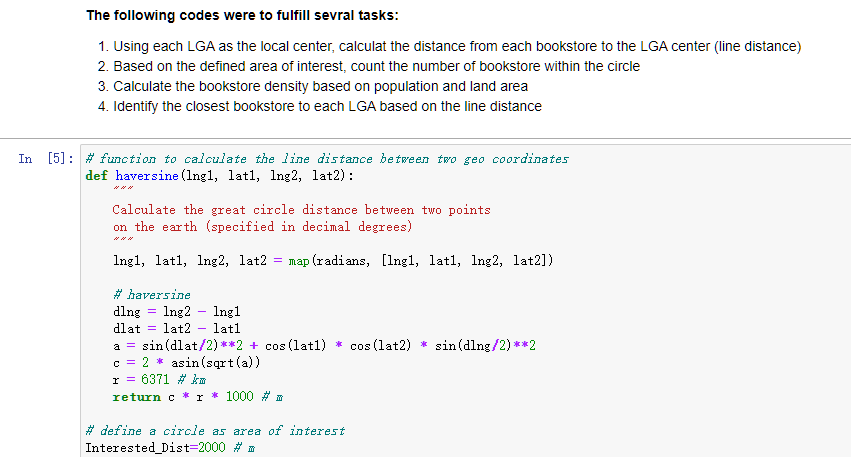 The following codes were to fulfill sevral tasks:
1. Using each LGA as the local center, calculat the distance from each bookstore to the LGA center (line distance)
2. Based on the defined area of interest, count the number of bookstore within the circle
3. Calculate the bookstore density based on population and land area
4. Identify the closest bookstore to each LGA based on the line distance
In [5]: # function to calculate the line distance between two geo coordinates
def haversine(lng1, lat1, lng2, lat2):
"""
Calculate the great circle distance between two points
on the earth (specified in decimal degrees)
"""
lng1, lat1, lng2, lat2 = map(radians, [lng1, lat1, lng2, lat2])
# haversine
dlng = lng2 - lng1
dlat = lat2 - lat1
a = sin(dlat/2)**2 + cos(lat1) * cos(lat2) * sin(dlng/2)**2
c = 2 * asin(sqrt(a))
r = 6371 # km
return c * r * 1000 # m
# define a circle as area of interest
Interested_Dist=2000 # m